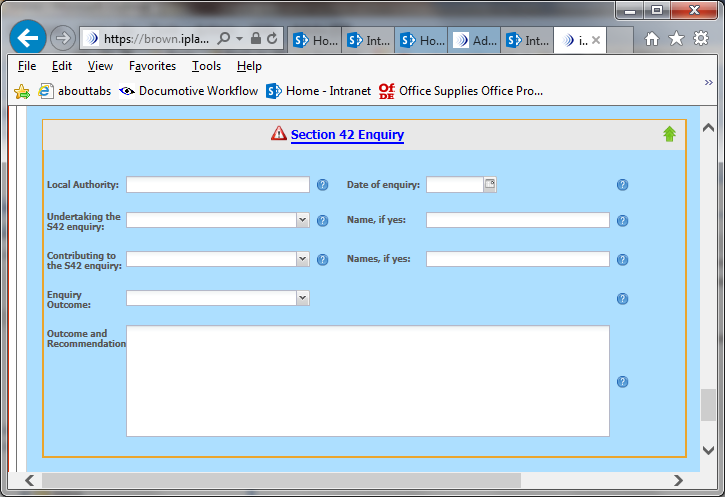 https://brown.ipla...
Ho...
Int...
Ho...
Ad...
Int...
i...
File Edit View Favorites Tools Help
abouttabs Documotive Workflow Home - Intranet Of DE Office Supplies Office Pro...
Section 42 Enquiry
Local Authority: Date of enquiry:
Undertaking the Name, if yes:
S42 enquiry:
Contributing to Names, if yes:
the S42 enquiry:
Enquiry
Outcome:
Outcome and
Recommendation